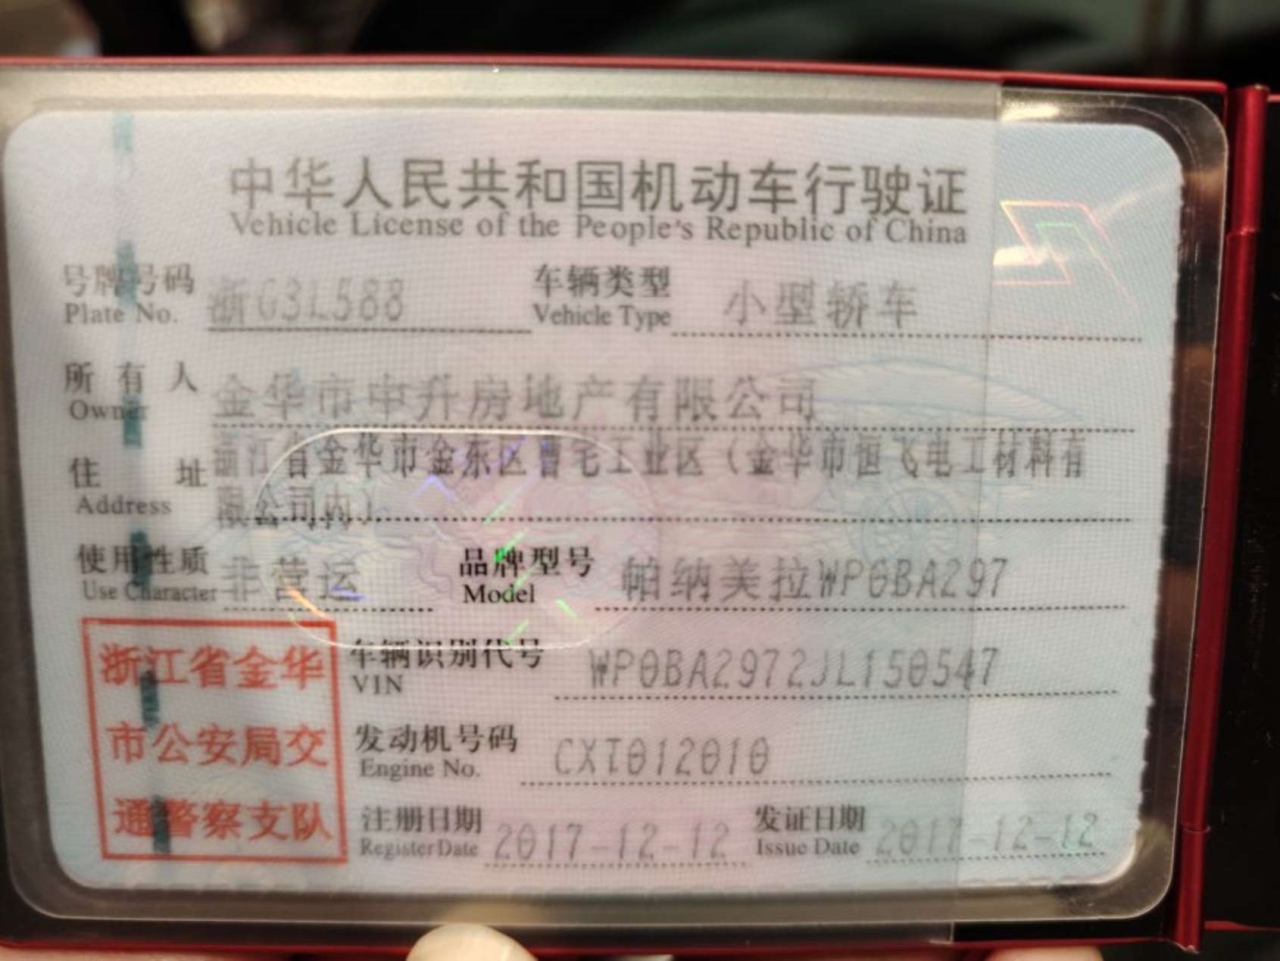 中华人民共和国机动车行驶证
Vehicle License of the People's Republic of China
号牌号码 浙G3L588 车辆类型 小型轿车
Plate No. Vehicle Type
所有人 金华市中升房地产有限公司
Owner
住址 浙江省金华市金东区曹宅工业区(金华市恒飞电工材料有
Address 限公司内)
使用性质 非营运 品牌型号 帕纳美拉WP0BA297
Use Character Model
浙江省金华 车辆识别代号 WP0BA2972JL150547
VIN
市公安局交 发动机号码 CXT012010
Engine No.
通警察支队 注册日期 2017-12-12 发证日期 2017-12-12
Register Date Issue Date